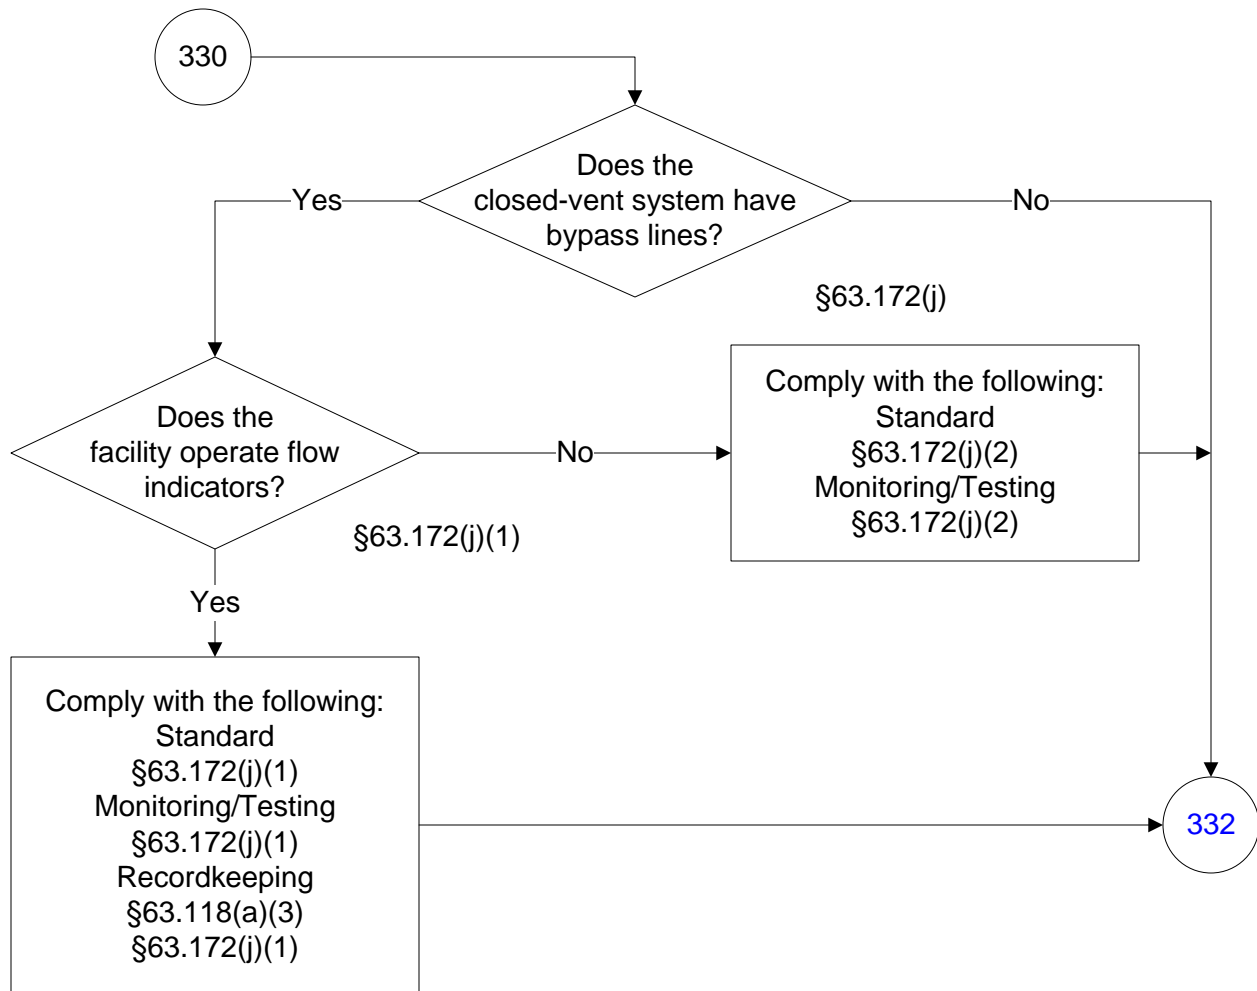 330
Does the
closed-vent system have
bypass lines?
Yes
No
§63.172(j)
Does the
facility operate flow
indicators?
No
§63.172(j)(1)
Yes
Comply with the following:
Standard
§63.172(j)(2)
Monitoring/Testing
§63.172(j)(2)
Comply with the following:
Standard
§63.172(j)(1)
Monitoring/Testing
§63.172(j)(1)
Recordkeeping
§63.118(a)(3)
§63.172(j)(1)
332